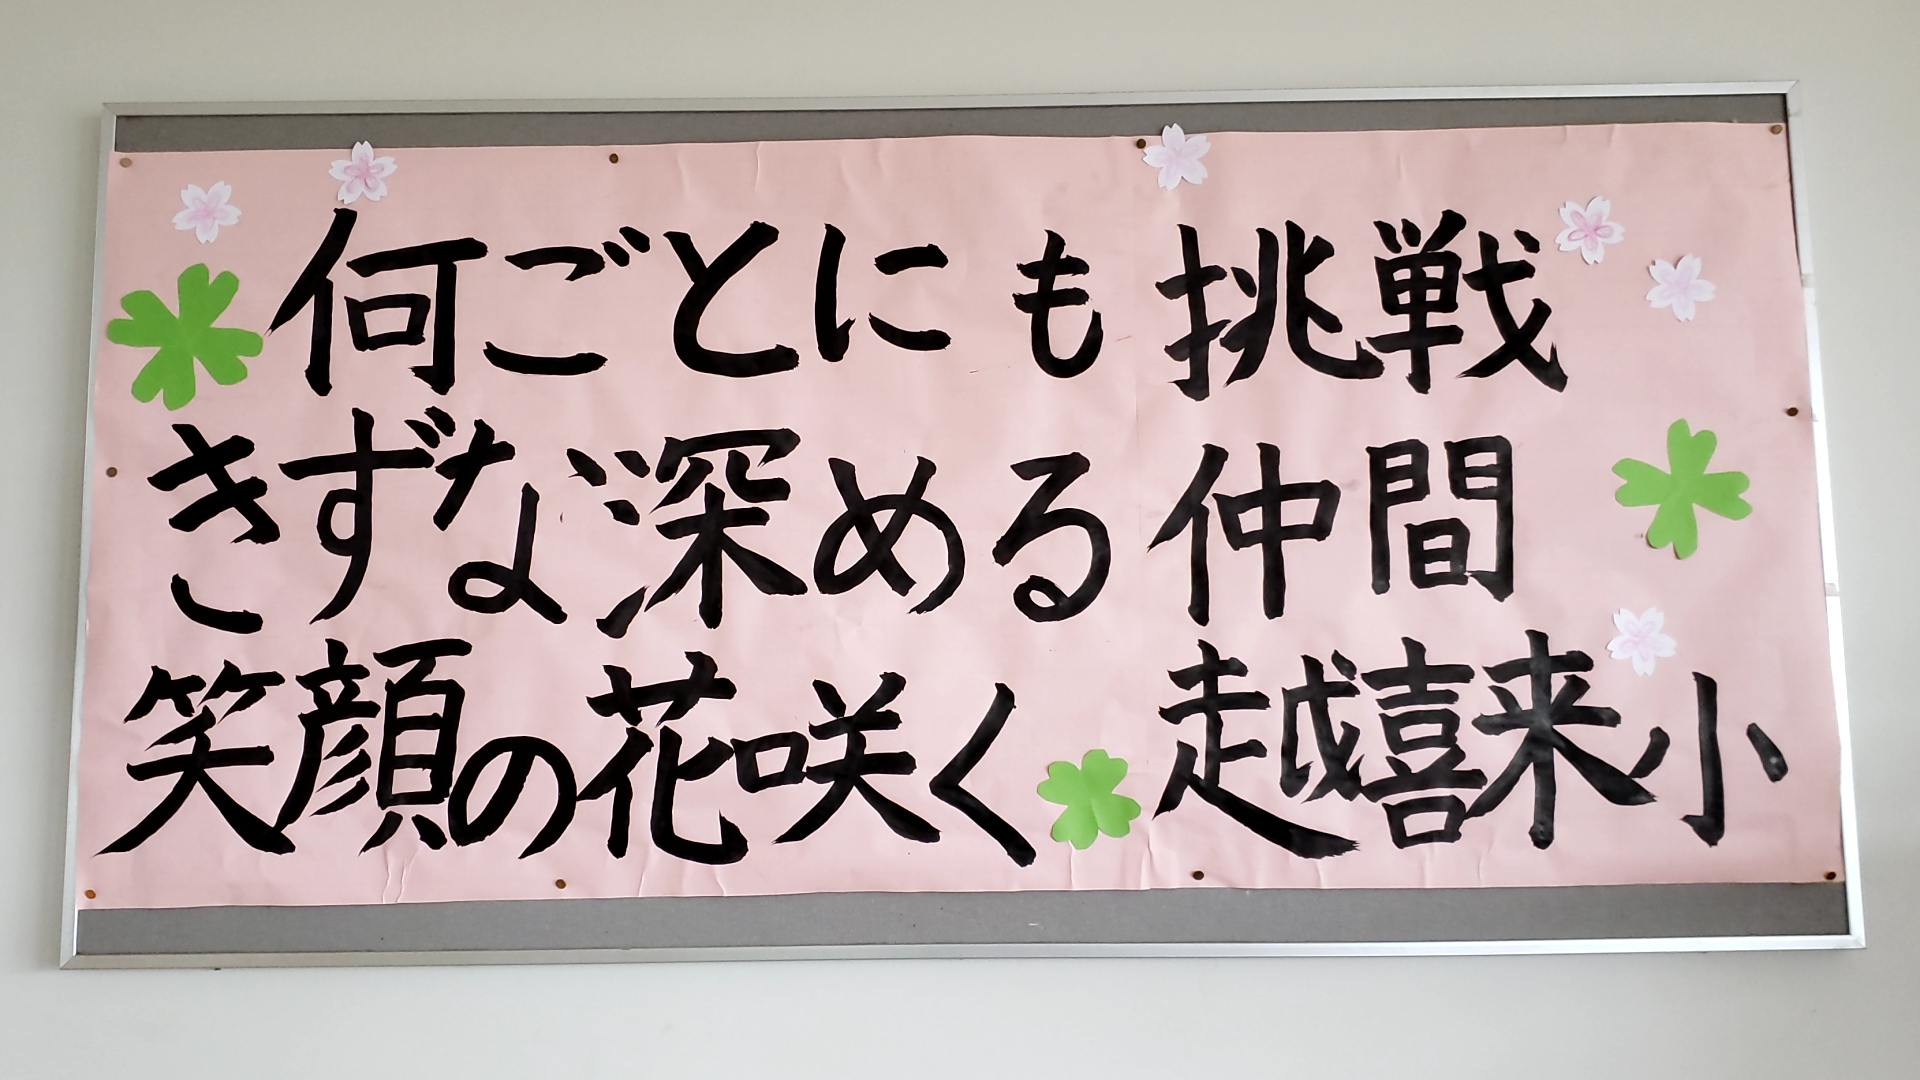 何ごとにも挑戦
きずな深める仲間
笑顔の花咲く 越喜来小